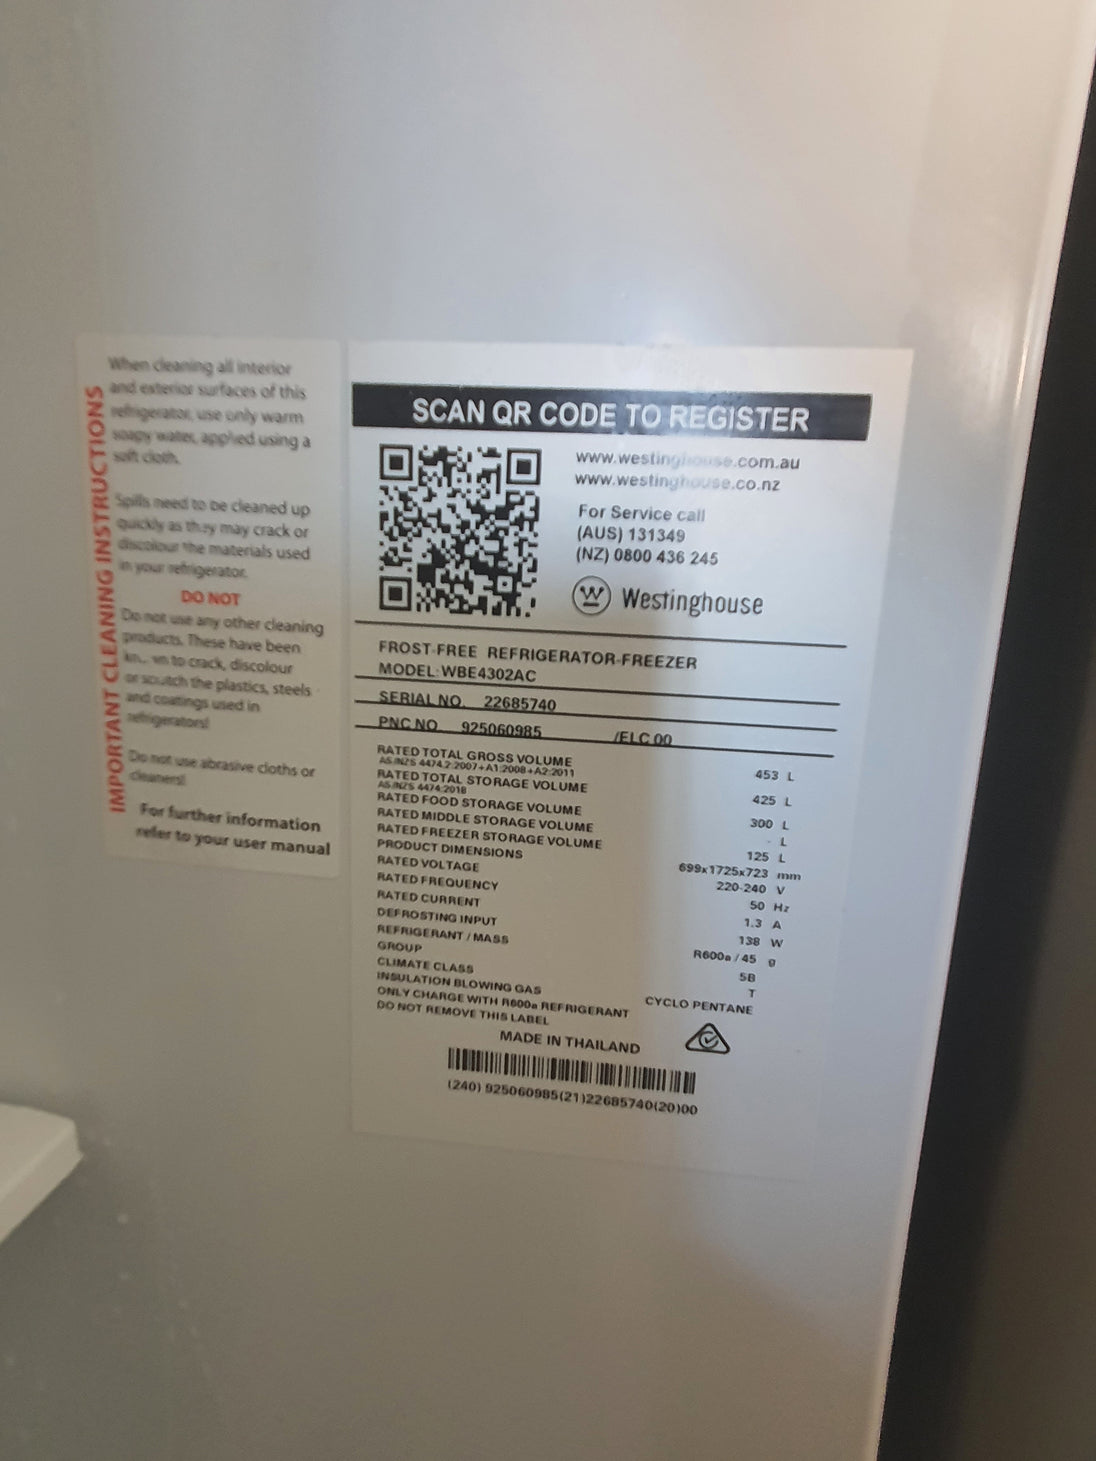 IMPORTANT CLEANING INSTRUCTIONS
When cleaning all interior
and exterior surfaces of this
refrigerator, use only warm
soapy water, applied using a
soft cloth.
Spills need to be cleaned up
quickly as they may crack or
discolour the materials used
in your refrigerator.
DO NOT
Do not use any other cleaning
products. These have been
known to crack, discolour
or scratch the plastics, steels
and coatings used in
refrigerators!
Do not use abrasive cloths or
cleaners!
For further information
refer to your user manual
SCAN QR CODE TO REGISTER
www.westinghouse.com.au
www.westinghouse.co.nz
For Service call
(AUS) 131349
(NZ) 0800 436 245
W Westinghouse
FROST-FREE REFRIGERATOR-FREEZER
MODEL: WBE4302AC
SERIAL NO. 22685740
PNC NO. 925060985 /ELC 00
RATED TOTAL GROSS VOLUME 453 L
AS/NZS 4474.2:2007+A1:2008+A2:2011
RATED TOTAL STORAGE VOLUME 425 L
AS/NZS 4474:2018
RATED FOOD STORAGE VOLUME 300 L
RATED MIDDLE STORAGE VOLUME - L
RATED FREEZER STORAGE VOLUME 125 L
PRODUCT DIMENSIONS 699x1725x723 mm
RATED VOLTAGE 220-240 V
RATED FREQUENCY 50 Hz
RATED CURRENT 1.3 A
DEFROSTING INPUT 138 W
REFRIGERANT / MASS R600a / 45 g
GROUP 5B
CLIMATE CLASS T
INSULATION BLOWING GAS CYCLO PENTANE
ONLY CHARGE WITH R600a REFRIGERANT
DO NOT REMOVE THIS LABEL
MADE IN THAILAND
(240) 925060985(21)22685740(20)00